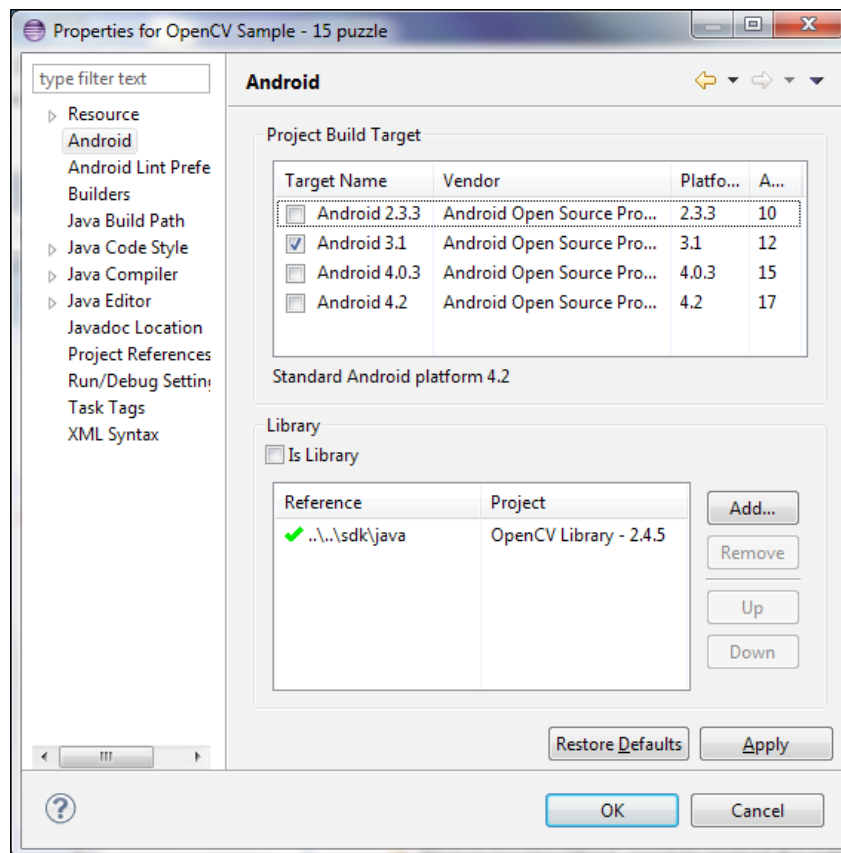 Properties for OpenCV Sample - 15 puzzle
type filter text
Resource
Android
Android Lint Prefe
Builders
Java Build Path
Java Code Style
Java Compiler
Java Editor
Javadoc Location
Project References
Run/Debug Settin
Task Tags
XML Syntax
Android
Project Build Target
Target Name Vendor Platfo... A...
Android 2.3.3 Android Open Source Pro... 2.3.3 10
Android 3.1 Android Open Source Pro... 3.1 12
Android 4.0.3 Android Open Source Pro... 4.0.3 15
Android 4.2 Android Open Source Pro... 4.2 17
Standard Android platform 4.2
Library
Is Library
Reference Project
..\..\sdk\java OpenCV Library - 2.4.5
Add...
Remove
Up
Down
Restore Defaults Apply
OK Cancel